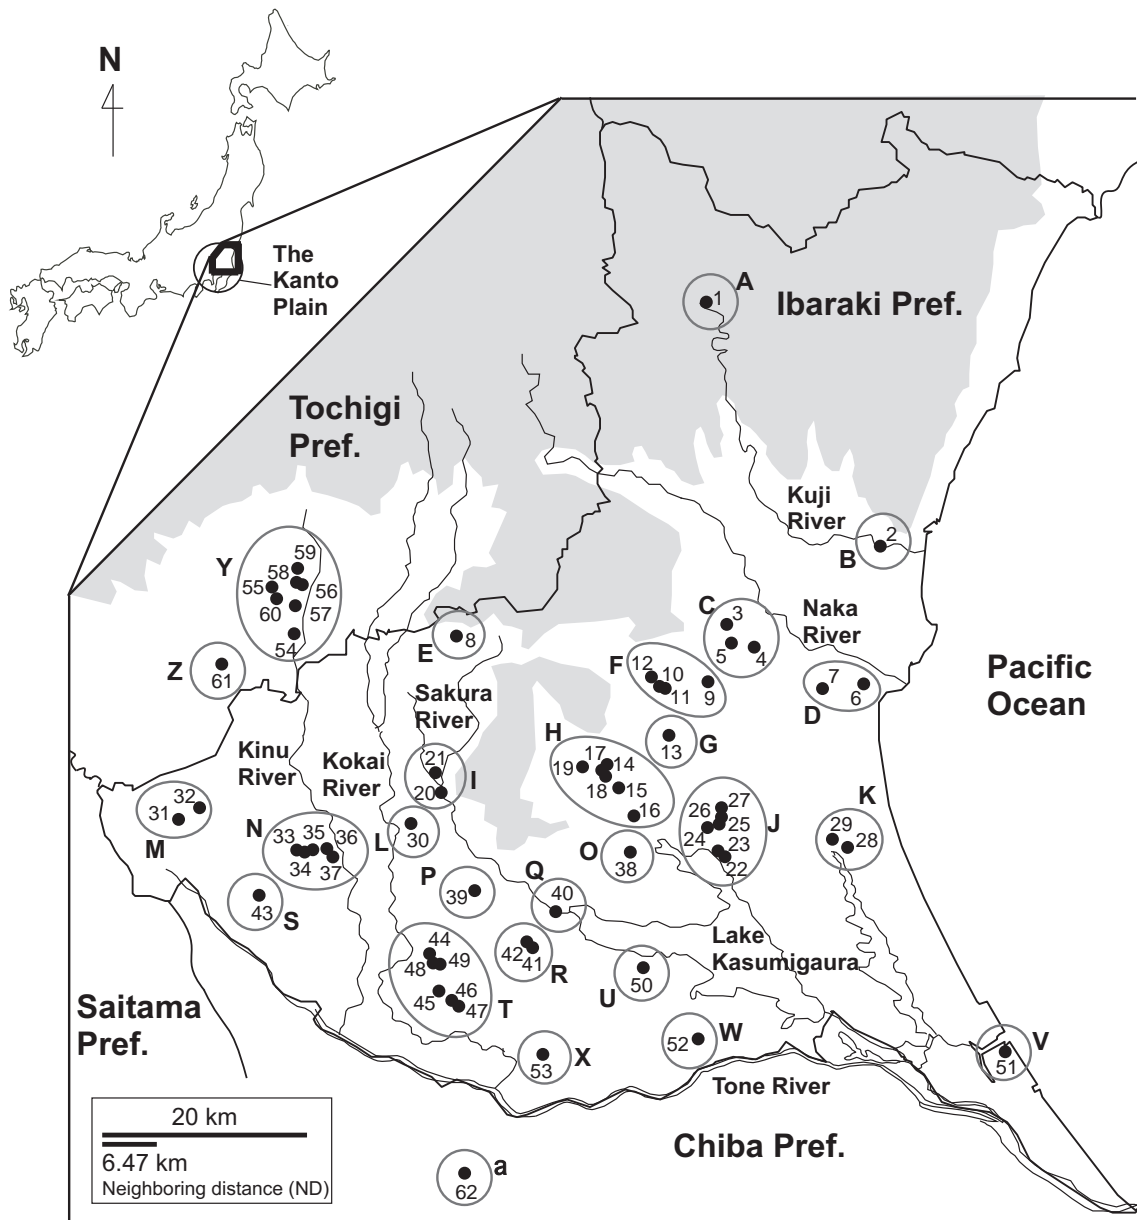 N
The
Kanto
Plain
A
1
Ibaraki Pref.
Tochigi
Pref.
Kuji
River
2
B
Y
59
58
55
56
60
57
54
C
3
5
4
Naka
River
E
8
Z
61
F
12
10
11
9
7
6
D
Pacific
Ocean
Sakura
River
13
G
H
17
14
19
18
15
16
Kinu
River
Kokai
River
21
20
I
M
32
31
N
33
35
36
34
37
L
30
O
38
26
27
25
J
24
23
22
K
29
28
S
43
P
39
Q
40
44
48
49
45
46
47
T
42
41
R
Lake
Kasumigaura
U
50
Saitama
Pref.
52
W
V
51
53
X
Tone River
Chiba Pref.
20 km
6.47 km
Neighboring distance (ND)
a
62